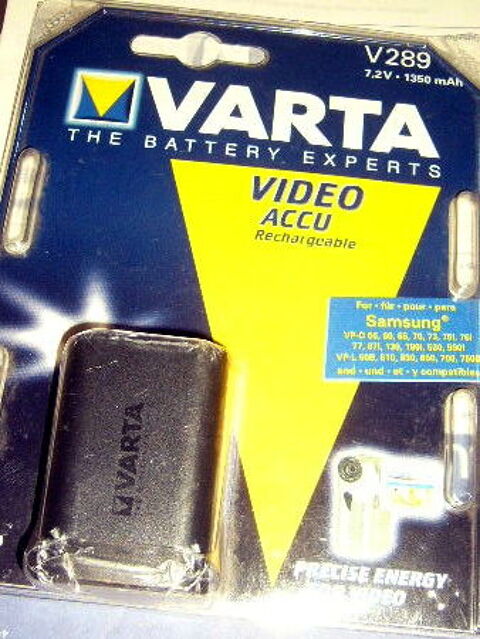 V289
7.2V • 1350 mAh
VARTA
THE BATTERY EXPERTS
VIDEO
ACCU
Rechargeable
For • für • pour • para
Samsung®
and • und • et • y compatibles
VARTA
PRECISE ENERGY
VIDEO